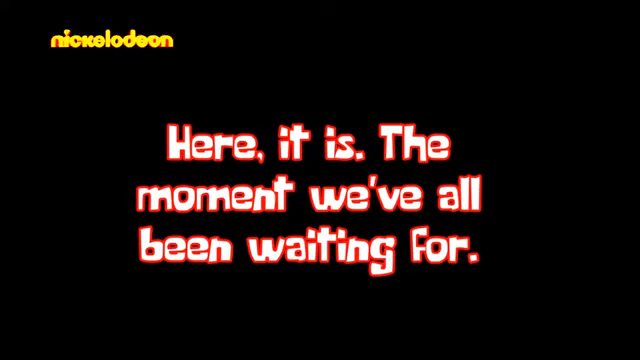 nickelodeon
Here, it is. The
moment we've all
been waiting for.